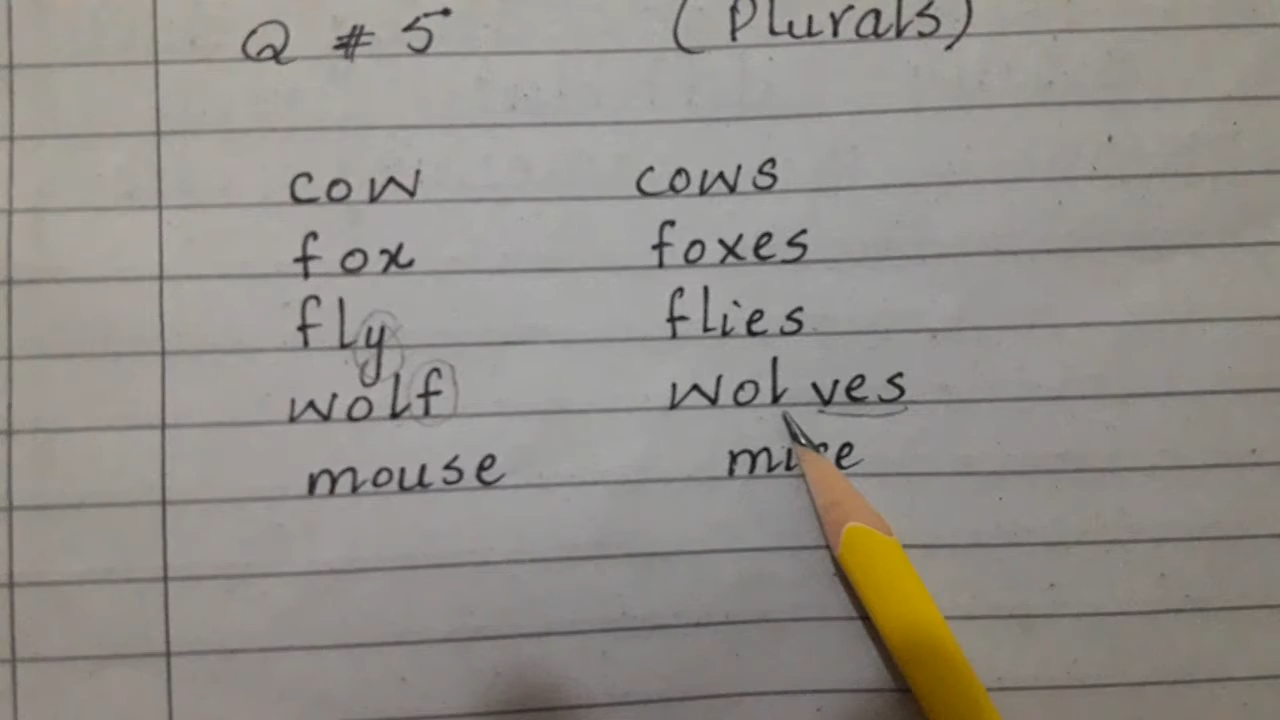 Q # 5 (Plurals)
cow cows
fox foxes
fly flies
wolf wolves
mouse